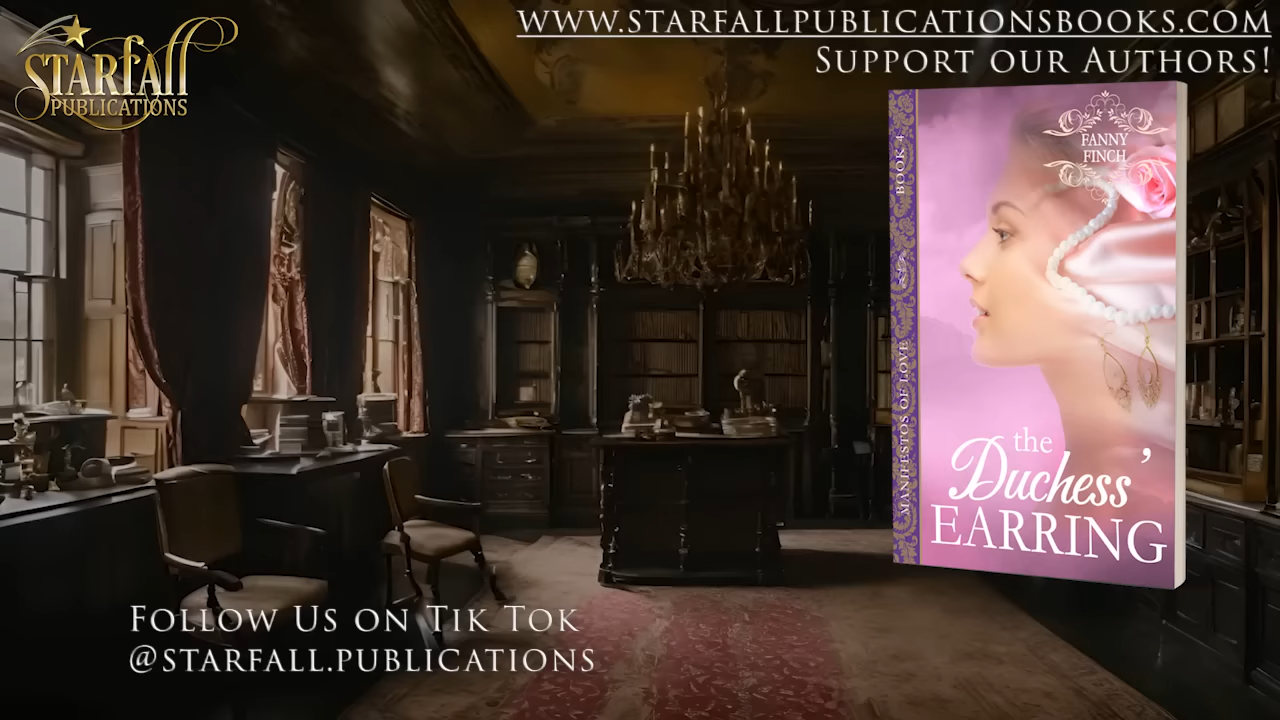 STARfAll
PUBLICATIONS
WWW.STARFALLPUBLICATIONSBOOKS.COM
SUPPORT OUR AUTHORS!
BOOK 4
MANIFESTOS OF LOVE
FANNY
FINCH
the
Duchess'
EARRING
FOLLOW US ON TIK TOK
@STARFALL.PUBLICATIONS